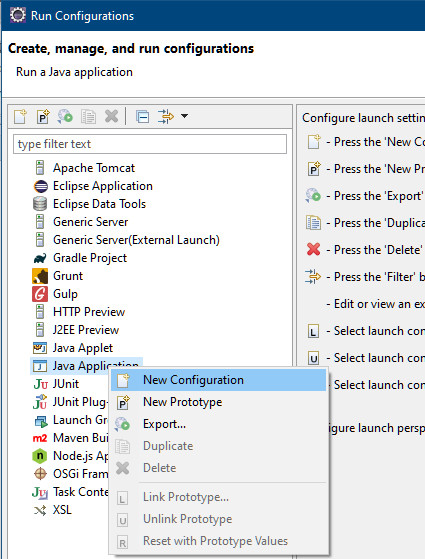 Run Configurations
Create, manage, and run configurations
Run a Java application
type filter text
Apache Tomcat
Eclipse Application
Eclipse Data Tools
Generic Server
Generic Server(External Launch)
Gradle Project
Grunt
Gulp
HTTP Preview
J2EE Preview
Java Applet
Java Application
JUnit
JUnit Plug-
Launch Gr
Maven Buil
Node.js Ap
OSGi Fram
Task Conte
XSL
New Configuration
New Prototype
Export...
Duplicate
Delete
Link Prototype...
Unlink Prototype
Reset with Prototype Values
Configure launch settin
- Press the 'New Co
- Press the 'New Pr
- Press the 'Export'
- Press the 'Duplica
- Press the 'Delete'
- Press the 'Filter' b
- Edit or view an ex
- Select launch con
- Select launch con
- Select launch con
igure launch persp